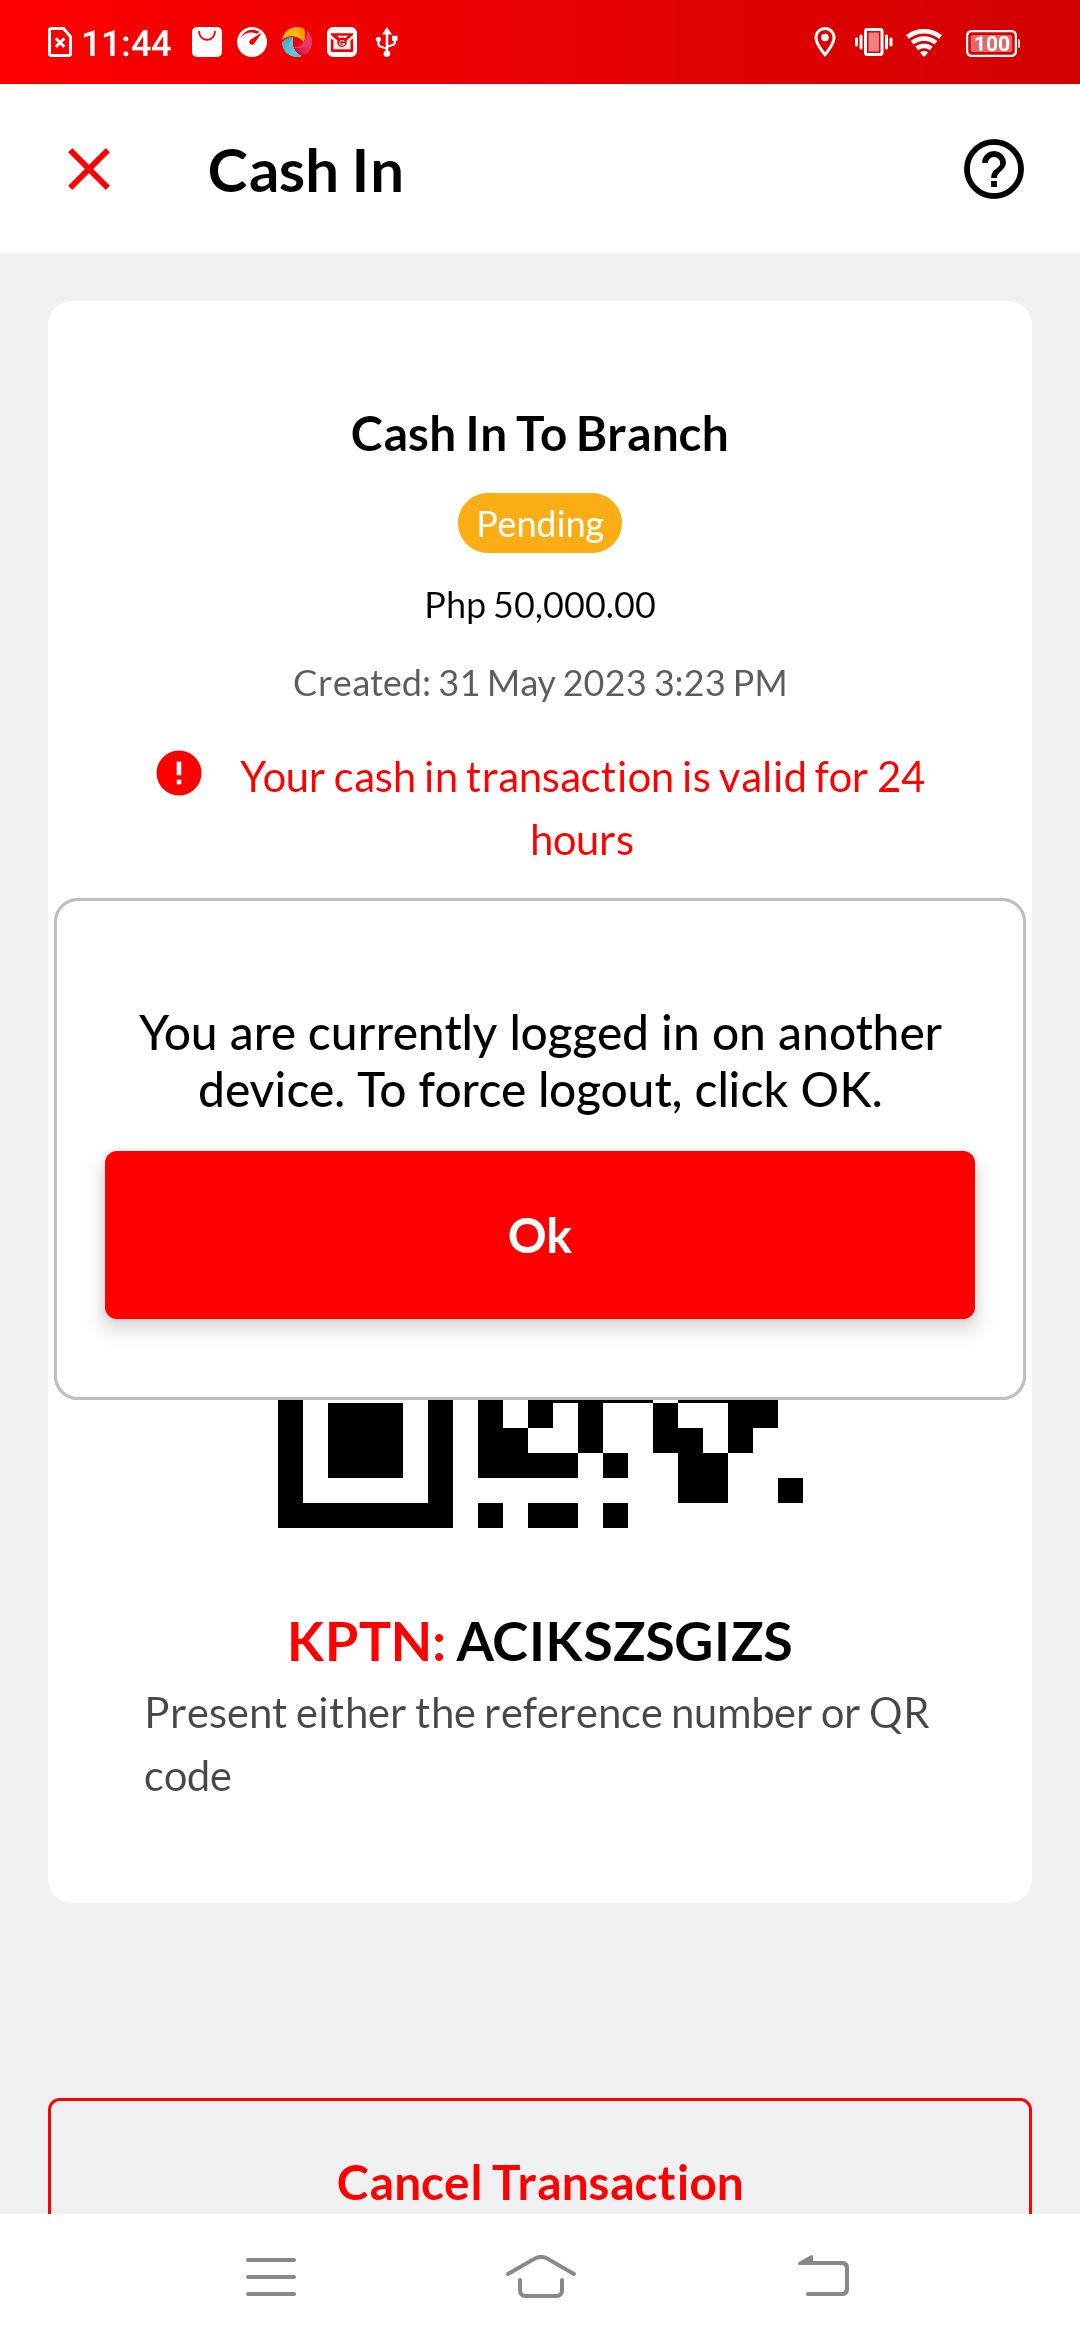 11:44
100
Cash In
Cash In To Branch
Pending
Php 50,000.00
Created: 31 May 2023 3:23 PM
Your cash in transaction is valid for 24
hours
You are currently logged in on another
device. To force logout, click OK.
Ok
KPTN: ACIKSZSGIZS
Present either the reference number or QR
code
Cancel Transaction